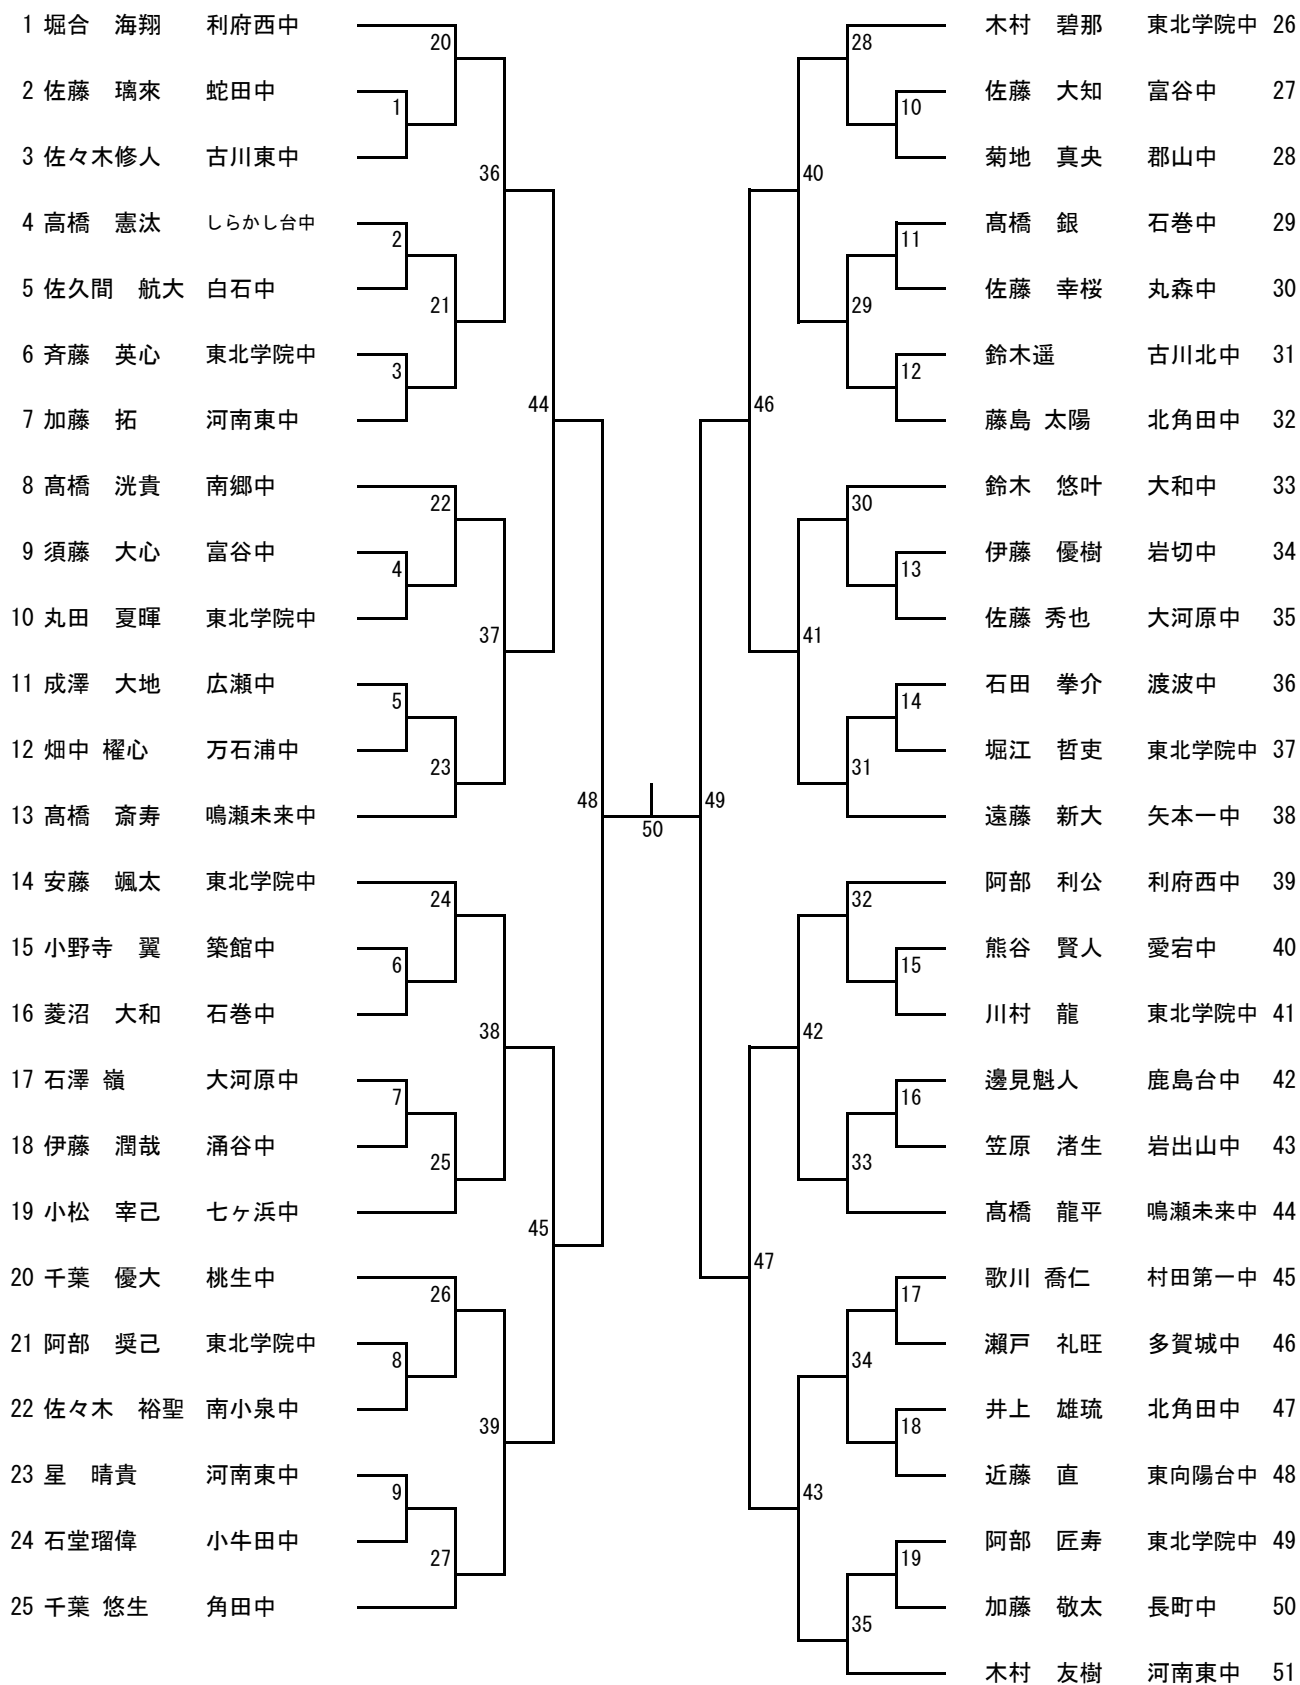 1 堀合　海翔　利府西中
2 佐藤　璃來　蛇田中
3 佐々木修人　古川東中
4 高橋　憲汰　しらかし台中
5 佐久間　航大　白石中
6 斉藤　英心　東北学院中
7 加藤　拓　河南東中
8 髙橋　洸貴　南郷中
9 須藤　大心　富谷中
10 丸田　夏暉　東北学院中
11 成澤　大地　広瀬中
12 畑中 櫂心　万石浦中
13 髙橋　斎寿　鳴瀬未来中
14 安藤　颯太　東北学院中
15 小野寺　翼　築館中
16 菱沼　大和　石巻中
17 石澤 嶺　大河原中
18 伊藤　潤哉　涌谷中
19 小松　宰己　七ヶ浜中
20 千葉　優大　桃生中
21 阿部　奨己　東北学院中
22 佐々木　裕聖　南小泉中
23 星　晴貴　河南東中
24 石堂瑠偉　小牛田中
25 千葉 悠生　角田中
20
1
36
2
21
3
44
22
4
37
5
23
48
24
6
38
7
25
45
26
8
39
9
27
50
49
28
10
40
11
29
12
46
30
13
41
14
31
32
15
42
16
33
47
17
34
18
43
19
35
木村　碧那　東北学院中 26
佐藤　大知　富谷中 27
菊地　真央　郡山中 28
髙橋　銀　石巻中 29
佐藤　幸桜　丸森中 30
鈴木遥　古川北中 31
藤島 太陽　北角田中 32
鈴木　悠叶　大和中 33
伊藤　優樹　岩切中 34
佐藤 秀也　大河原中 35
石田　拳介　渡波中 36
堀江　哲吏　東北学院中 37
遠藤　新大　矢本一中 38
阿部　利公　利府西中 39
熊谷　賢人　愛宕中 40
川村　龍　東北学院中 41
邊見魁人　鹿島台中 42
笠原　渚生　岩出山中 43
髙橋　龍平　鳴瀬未来中 44
歌川 喬仁　村田第一中 45
瀬戸　礼旺　多賀城中 46
井上　雄琉　北角田中 47
近藤　直　東向陽台中 48
阿部　匠寿　東北学院中 49
加藤　敬太　長町中 50
木村　友樹　河南東中 51